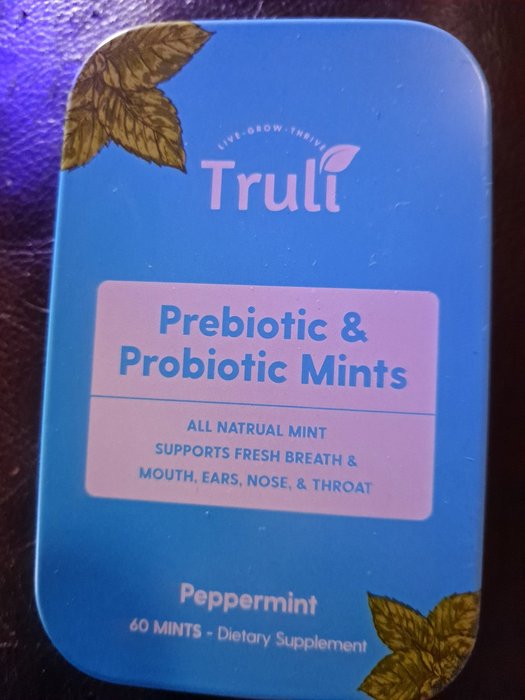 LIVE·GROW·THRIVE
Truli
Prebiotic &
Probiotic Mints
ALL NATRUAL MINT
SUPPORTS FRESH BREATH &
MOUTH, EARS, NOSE, & THROAT
Peppermint
60 MINTS - Dietary Supplement